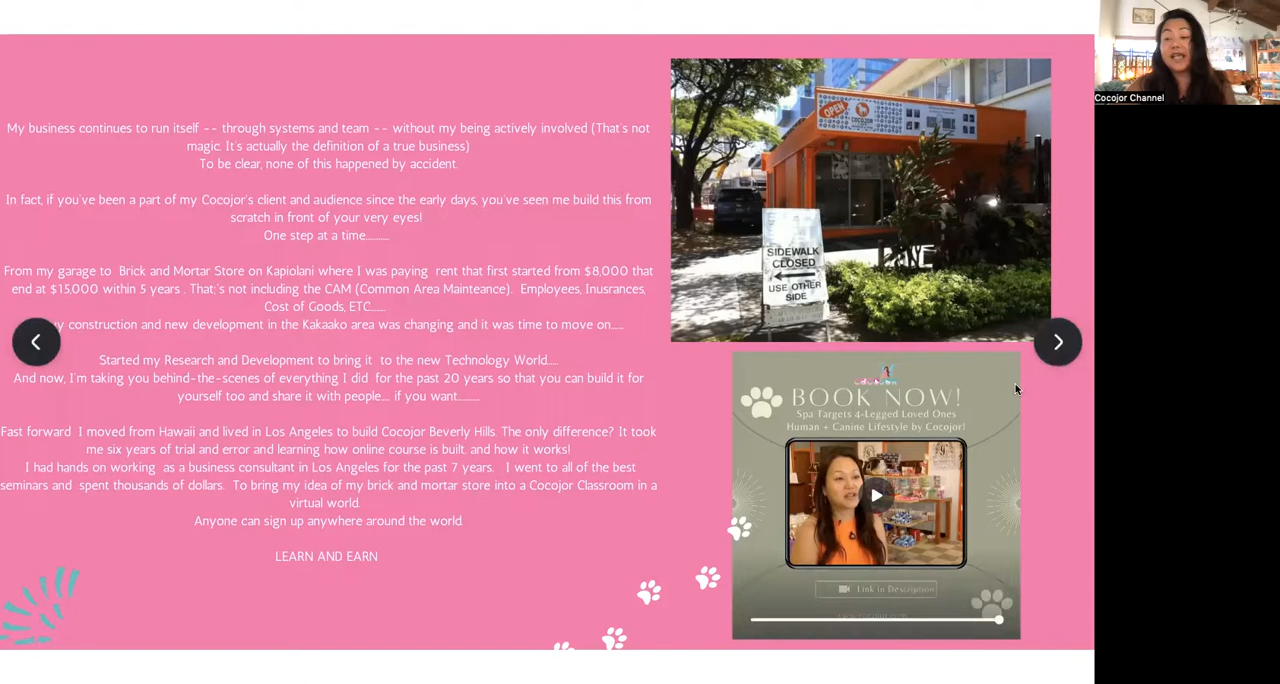 My business continues to run itself -- through systems and team -- without my being actively involved (That's not
magic. It's actually the definition of a true business)
To be clear, none of this happened by accident.
In fact, if you've been a part of my Cocojor's client and audience since the early days, you've seen me build this from
scratch in front of your very eyes!
One step at a time..........
From my garage to Brick and Mortar Store on Kapiolani where I was paying rent that first started from $8,000 that
end at $15,000 within 5 years . That;'s not including the CAM (Common Area Mainteance). Employees, Inusrances,
Cost of Goods, ETC......
construction and new development in the Kakaako area was changing and it was time to move on.....
Started my Research and Development to bring it to the new Technology World.....
And now, I'm taking you behind-the-scenes of everything I did for the past 20 years so that you can build it for
yourself too and share it with people.... if you want.........
Fast forward I moved from Hawaii and lived in Los Angeles to build Cocojor Beverly Hills. The only difference? It took
me six years of trial and error and learning how online course is built. and how it works!
I had hands on working as a business consultant in Los Angeles for the past 7 years. I went to all of the best
seminars and spent thousands of dollars. To bring my idea of my brick and mortar store into a Cocojor Classroom in a
virtual world.
Anyone can sign up anywhere around the world.
LEARN AND EARN
OPEN
COCOJOR
SIDEWALK
CLOSED
USE OTHER
SIDE
BOOK NOW!
Spa Targets 4-Legged Loved Ones
Human + Canine Lifestyle by Cocojor!
Link in Description
Cocojor Channel